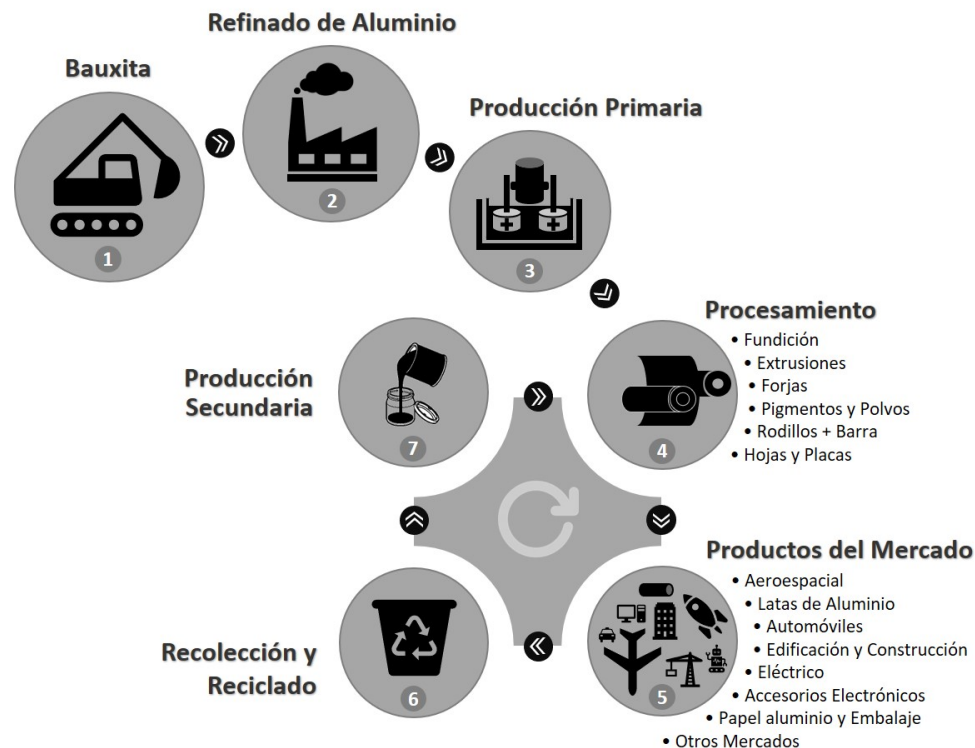 Bauxita
1
Refinado de Aluminio
2
Producción Primaria
3
Procesamiento
• Fundición
• Extrusiones
• Forjas
• Pigmentos y Polvos
• Rodillos + Barra
• Hojas y Placas
4
Productos del Mercado
• Aeroespacial
• Latas de Aluminio
• Automóviles
• Edificación y Construcción
• Eléctrico
• Accesorios Electrónicos
• Papel aluminio y Embalaje
• Otros Mercados
5
Recolección y
Reciclado
6
Producción
Secundaria
7